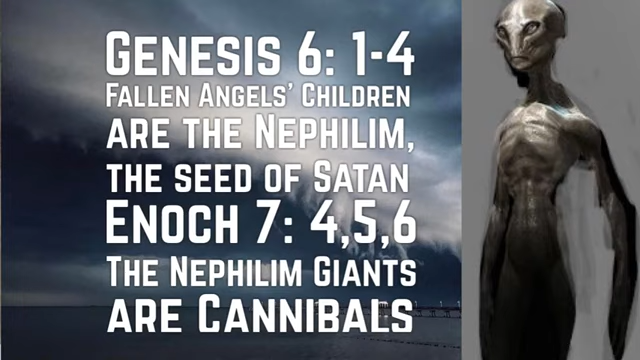 Genesis 6: 1-4
Fallen Angels' Children
are the Nephilim,
the seed of Satan
Enoch 7: 4,5,6
The Nephilim Giants
are Cannibals